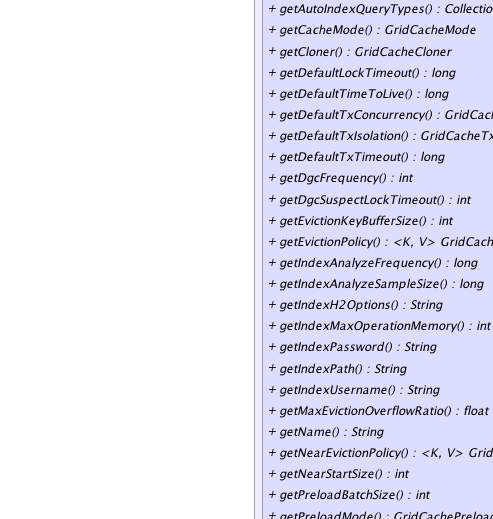 + getAutoIndexQueryTypes() : Collectio
+ getCacheMode() : GridCacheMode
+ getCloner() : GridCacheCloner
+ getDefaultLockTimeout() : long
+ getDefaultTimeToLive() : long
+ getDefaultTxConcurrency() : GridCac
+ getDefaultTxIsolation() : GridCacheTx
+ getDefaultTxTimeout() : long
+ getDgcFrequency() : int
+ getDgcSuspectLockTimeout() : int
+ getEvictionKeyBufferSize() : int
+ getEvictionPolicy() : <K, V> GridCach
+ getIndexAnalyzeFrequency() : long
+ getIndexAnalyzeSampleSize() : long
+ getIndexH2Options() : String
+ getIndexMaxOperationMemory() : int
+ getIndexPassword() : String
+ getIndexPath() : String
+ getIndexUsername() : String
+ getMaxEvictionOverflowRatio() : float
+ getName() : String
+ getNearEvictionPolicy() : <K, V> Grid
+ getNearStartSize() : int
+ getPreloadBatchSize() : int
+ getPreloadMode() : GridCachePreload